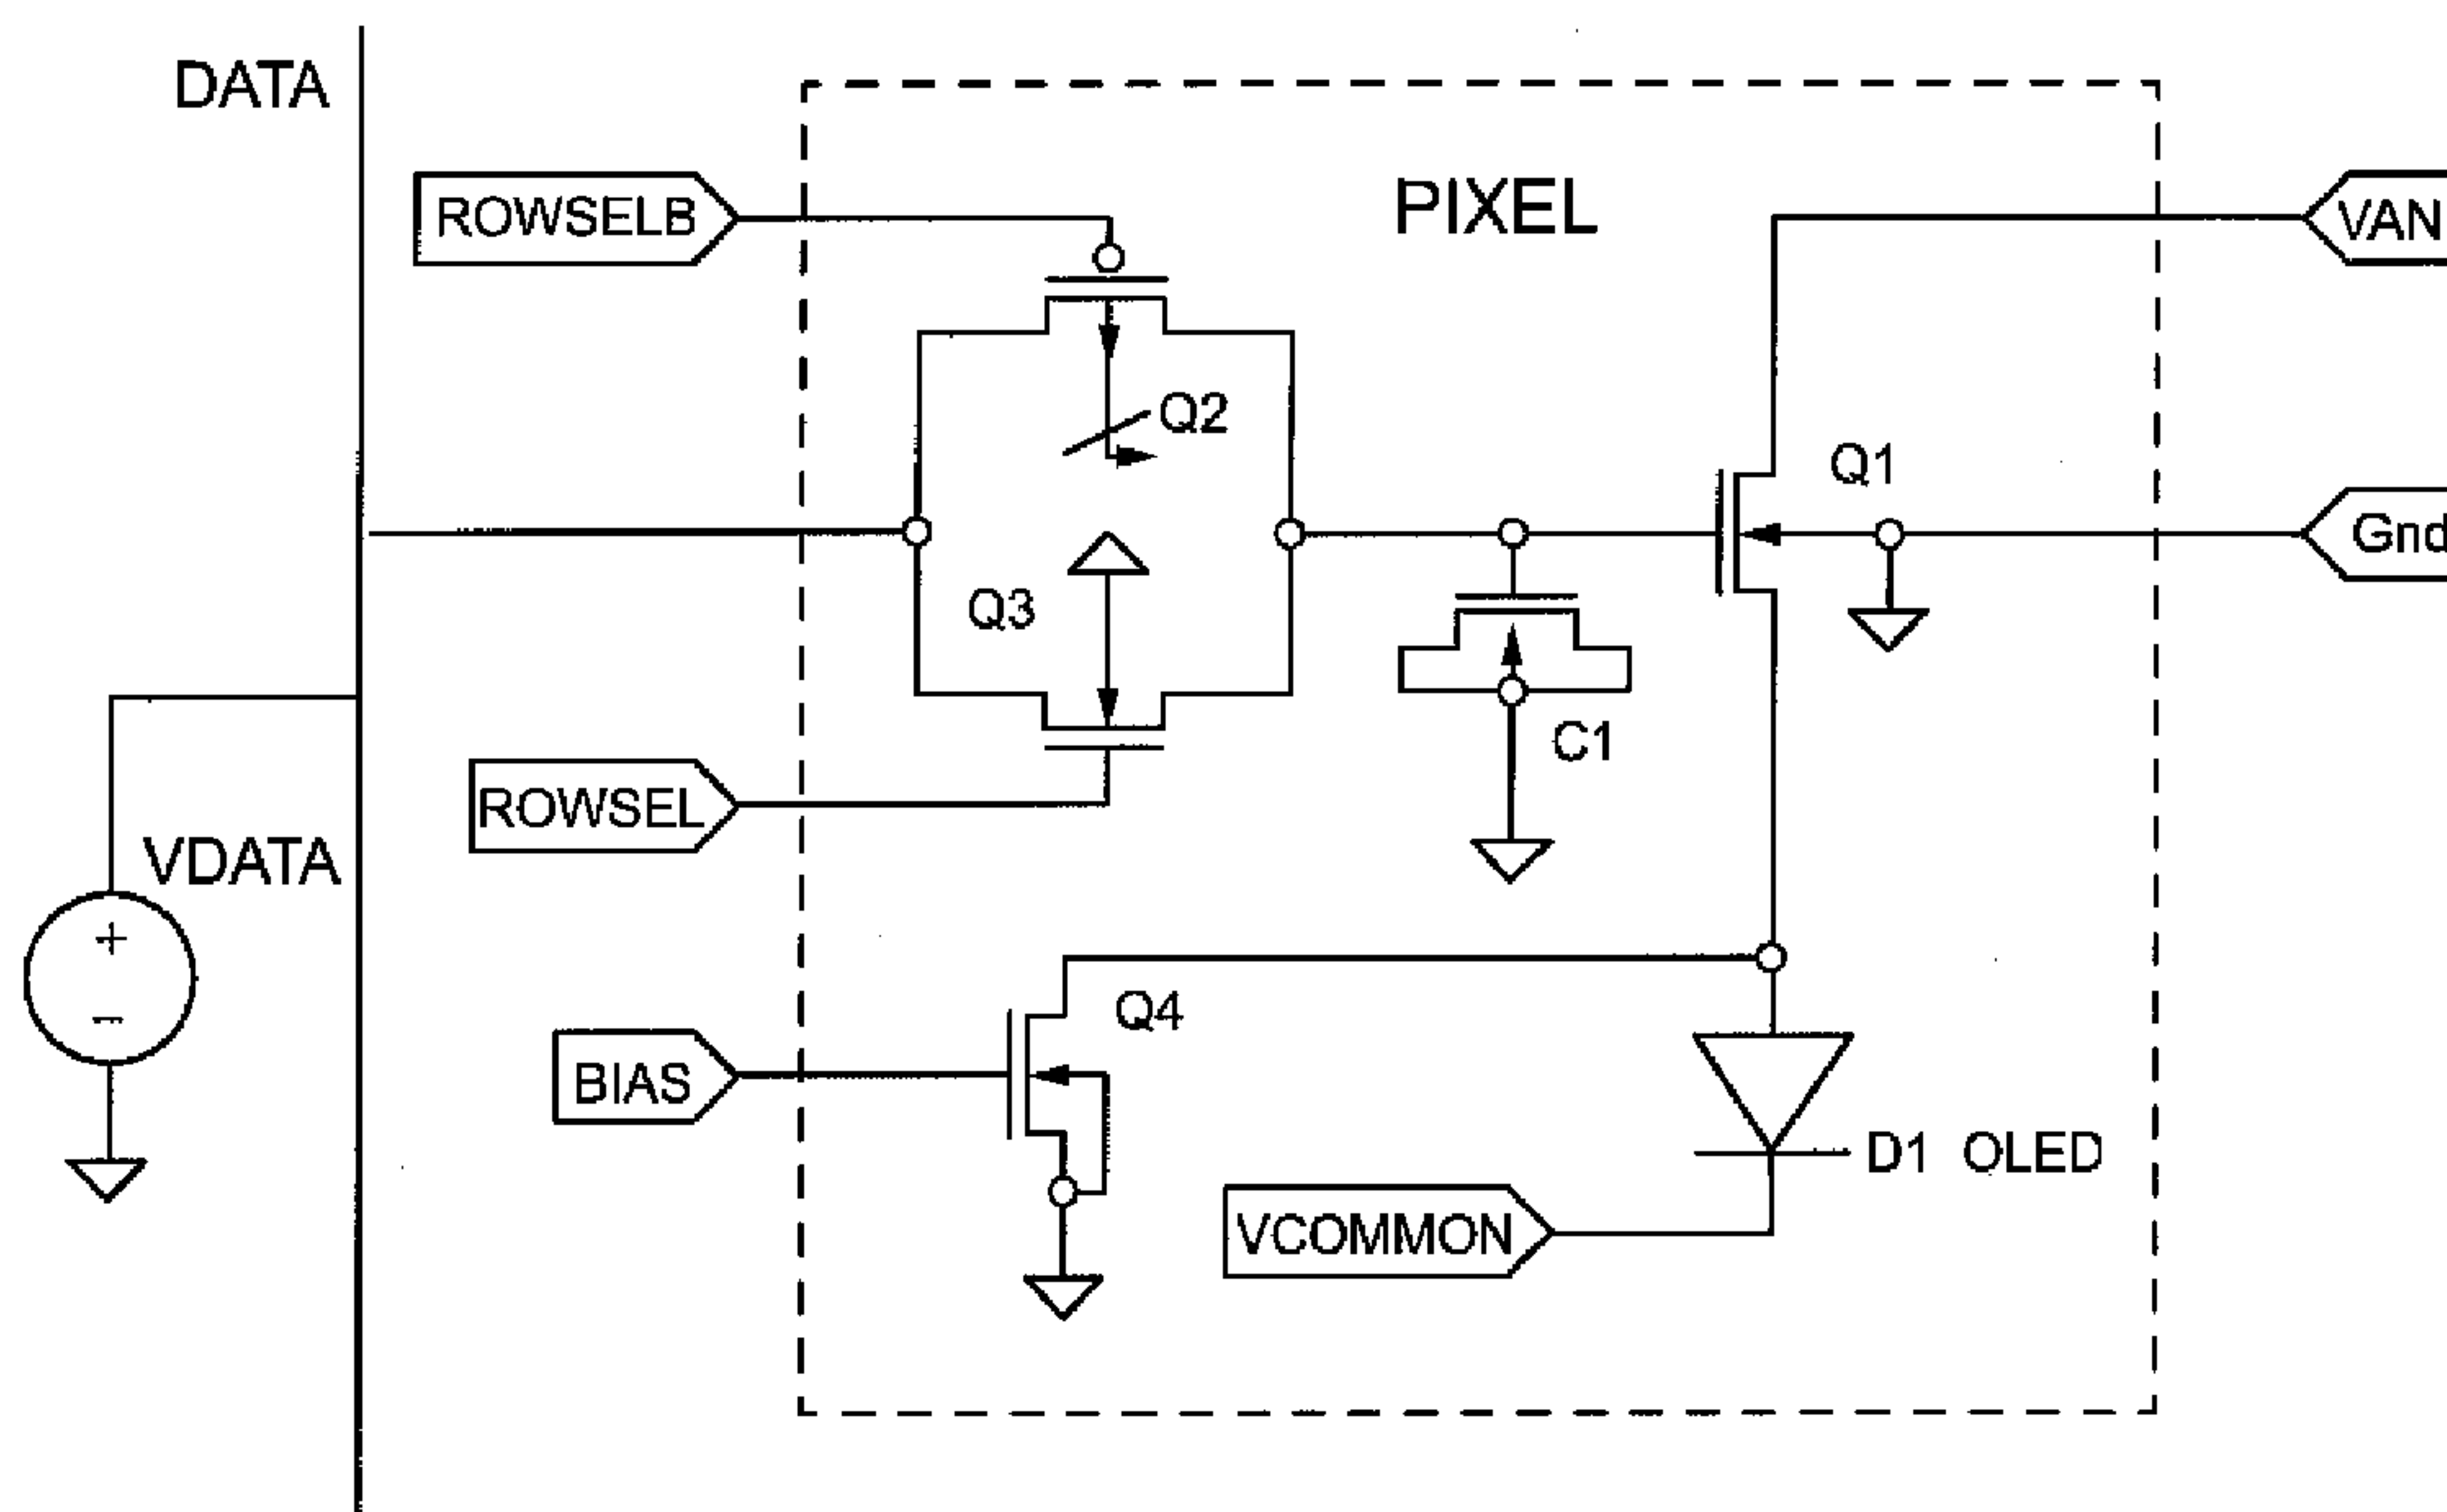 DATA
PIXEL
ROWSELB
VAN
Q2
Q1
Gnd
Q3
C1
ROWSEL
VDATA
+
−
Q4
BIAS
D1 OLED
VCOMMON